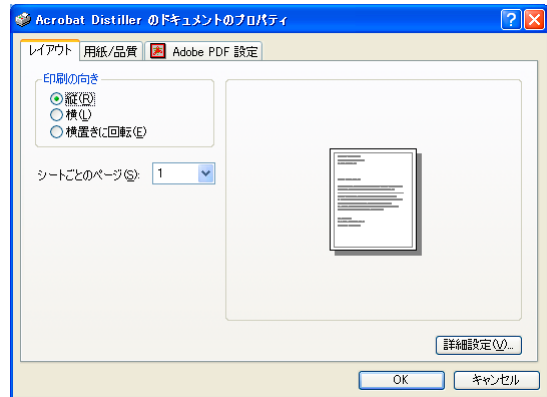 Acrobat Distiller のドキュメントのプロパティ
レイアウト 用紙/品質 Adobe PDF 設定
印刷の向き
縦(R)
横(L)
横置きに回転(E)
シートごとのページ(S): 1
詳細設定(V)...
OK キャンセル